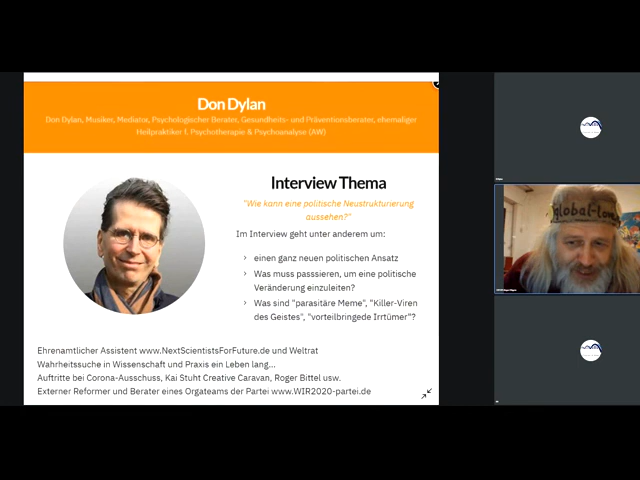 Don Dylan
Don Dylan, Musiker, Mediator, Psychologischer Berater, Gesundheits- und Präventionsberater, ehemaliger
Heilpraktiker f. Psychotherapie & Psychoanalyse (AW)
Interview Thema
"Wie kann eine politische Neustrukturierung
aussehen?"
Im Interview geht unter anderem um:
einen ganz neuen politischen Ansatz
Was muss passsieren, um eine politische
Veränderung einzuleiten?
Was sind "parasitäre Meme", "Killer-Viren
des Geistes", "vorteilbringede Irrtümer"?
Ehrenamtlicher Assistent www.NextScientistsForFuture.de und Weltrat
Wahrheitssuche in Wissenschaft und Praxis ein Leben lang...
Auftritte bei Corona-Ausschuss, Kai Stuht Creative Caravan, Roger Bittel usw.
Externer Reformer und Berater eines Orgateams der Partei www.WIR2020-partei.de
global-love